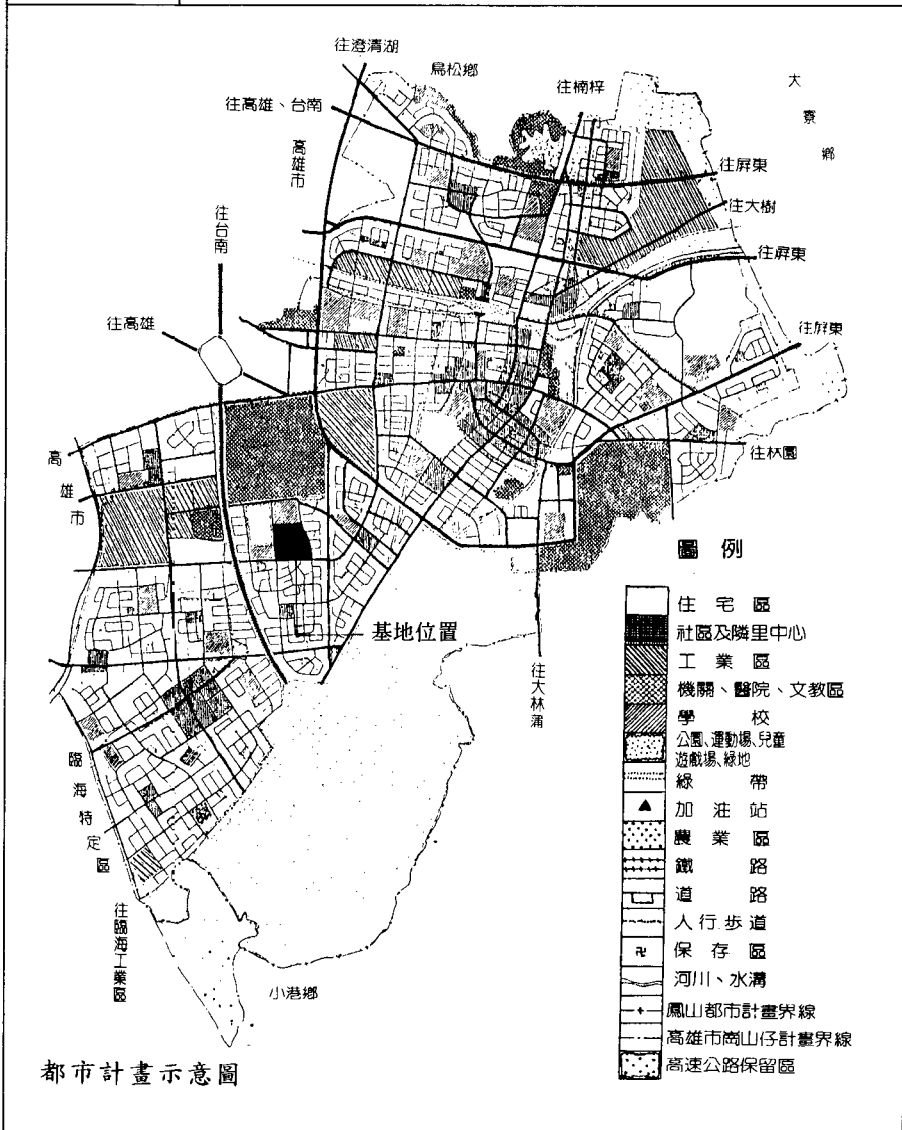 往澄清湖
鳥松鄉
往楠梓
大寮鄉
往高雄、台南
高雄市
往屏東
往大樹
往台南
往屏東
往高雄
往屏東
往林園
高雄市
基地位置
往大林蒲
臨海特定區
往臨海工業區
小港鄉
圖例
住宅區
社區及隣里中心
工業區
機關、醫院、文教區
學校
公園、運動場、兒童
遊戲場、綠地
綠帶
加油站
農業區
鐵路
道路
人行步道
卍 保存區
河川、水溝
鳳山都市計畫界線
高雄市崗山仔計畫界線
高速公路保留區
都市計畫示意圖